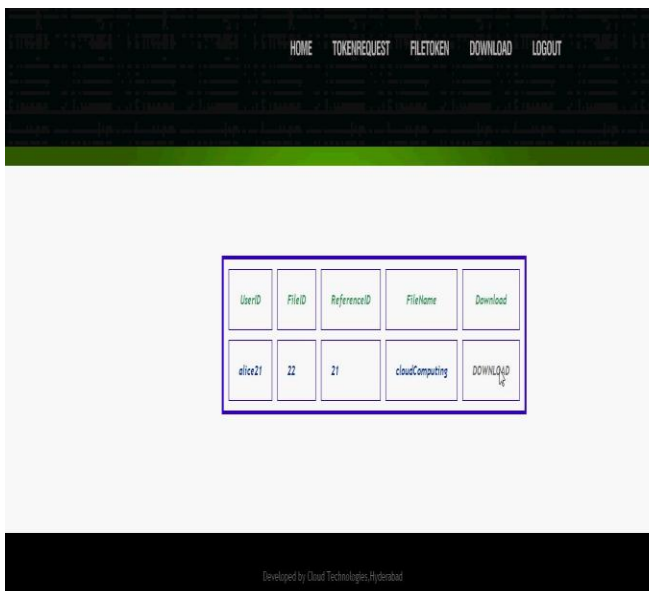 HOME TOKENREQUEST FILETOKEN DOWNLOAD LOGOUT
UserID FileID ReferenceID FileName Download
alice21 22 21 cloudComputing DOWNLOAD
Developed by Cloud Technologies,Hyderabad